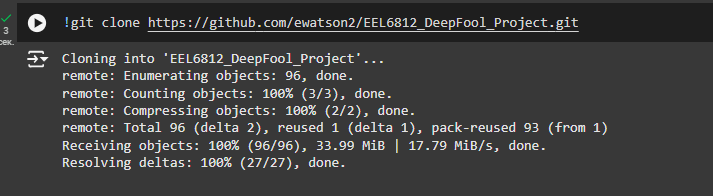 !git clone https://github.com/ewatson2/EEL6812_DeepFool_Project.git
3
сек.
Cloning into 'EEL6812_DeepFool_Project'...
remote: Enumerating objects: 96, done.
remote: Counting objects: 100% (3/3), done.
remote: Compressing objects: 100% (2/2), done.
remote: Total 96 (delta 2), reused 1 (delta 1), pack-reused 93 (from 1)
Receiving objects: 100% (96/96), 33.99 MiB | 17.79 MiB/s, done.
Resolving deltas: 100% (27/27), done.